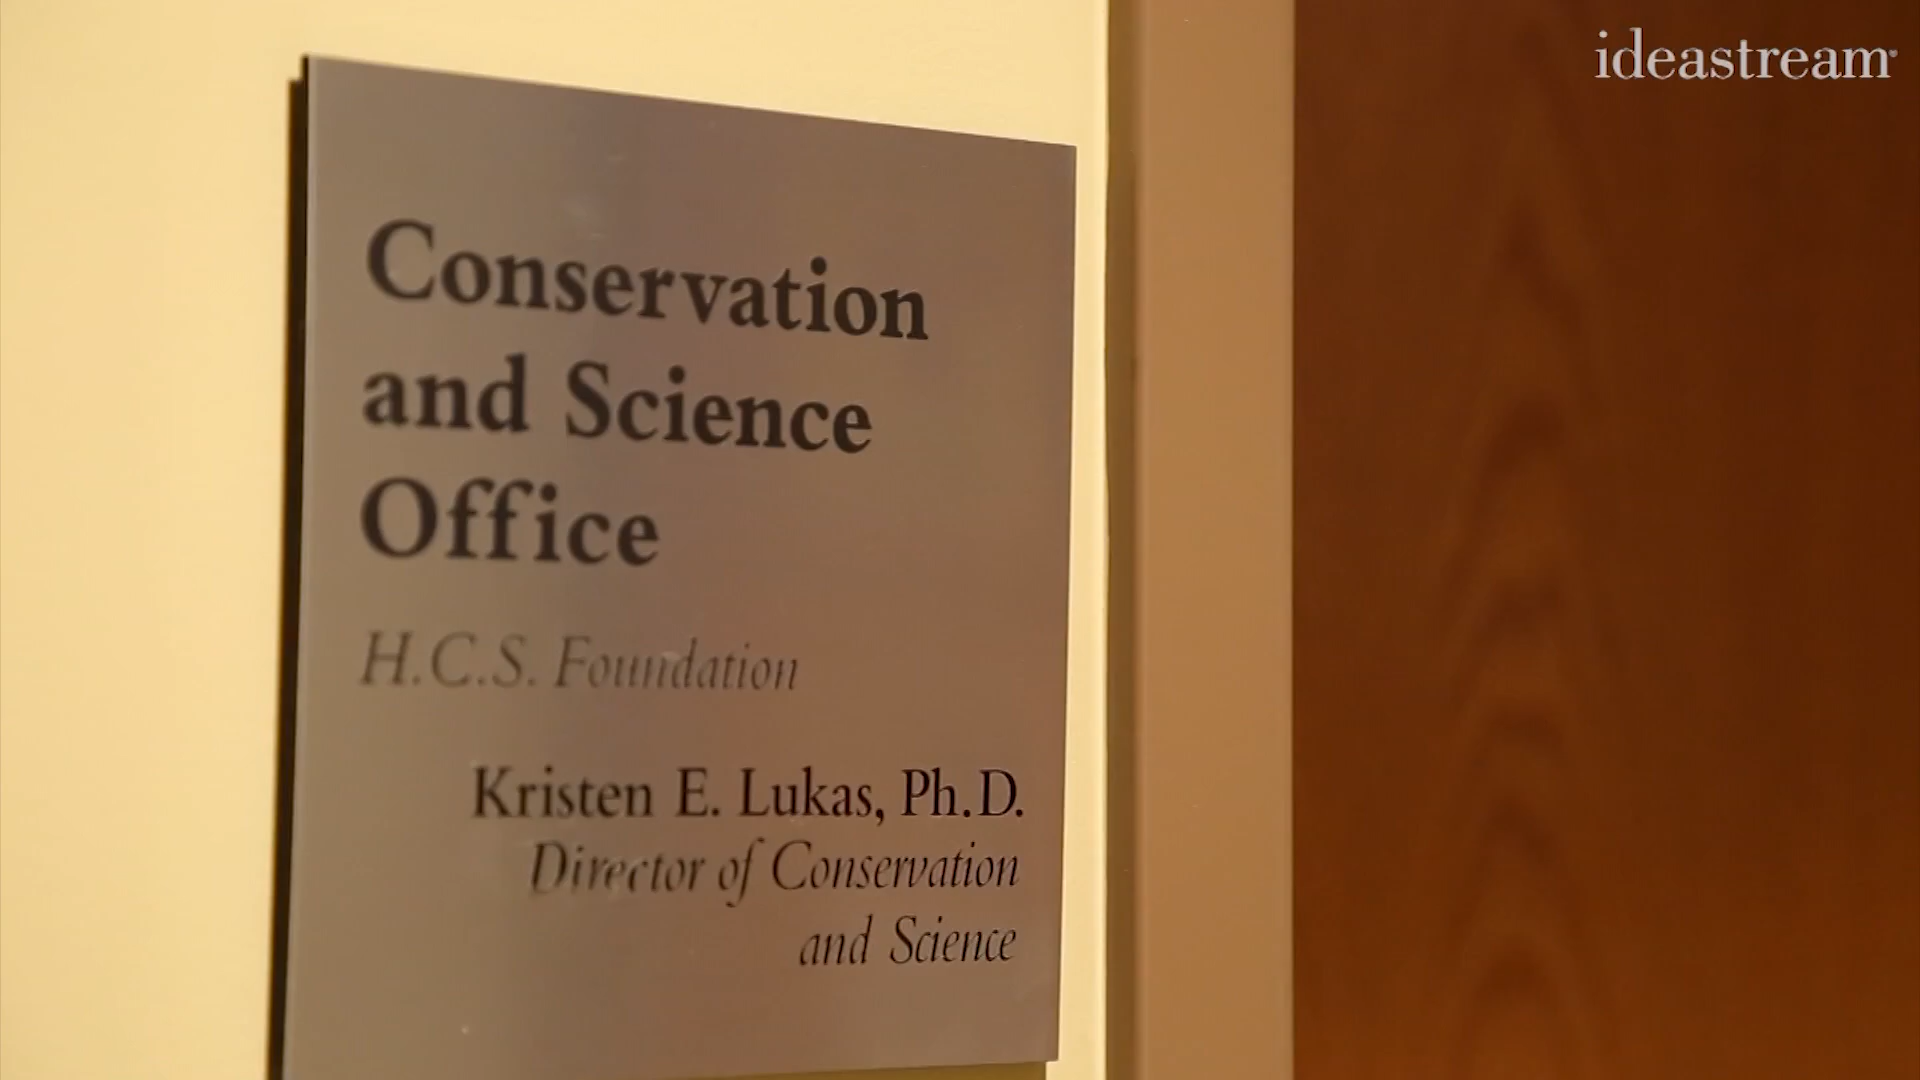 ideastream
Conservation
and Science
Office
H.C.S. Foundation
Kristen E. Lukas, Ph.D.
Director of Conservation
and Science